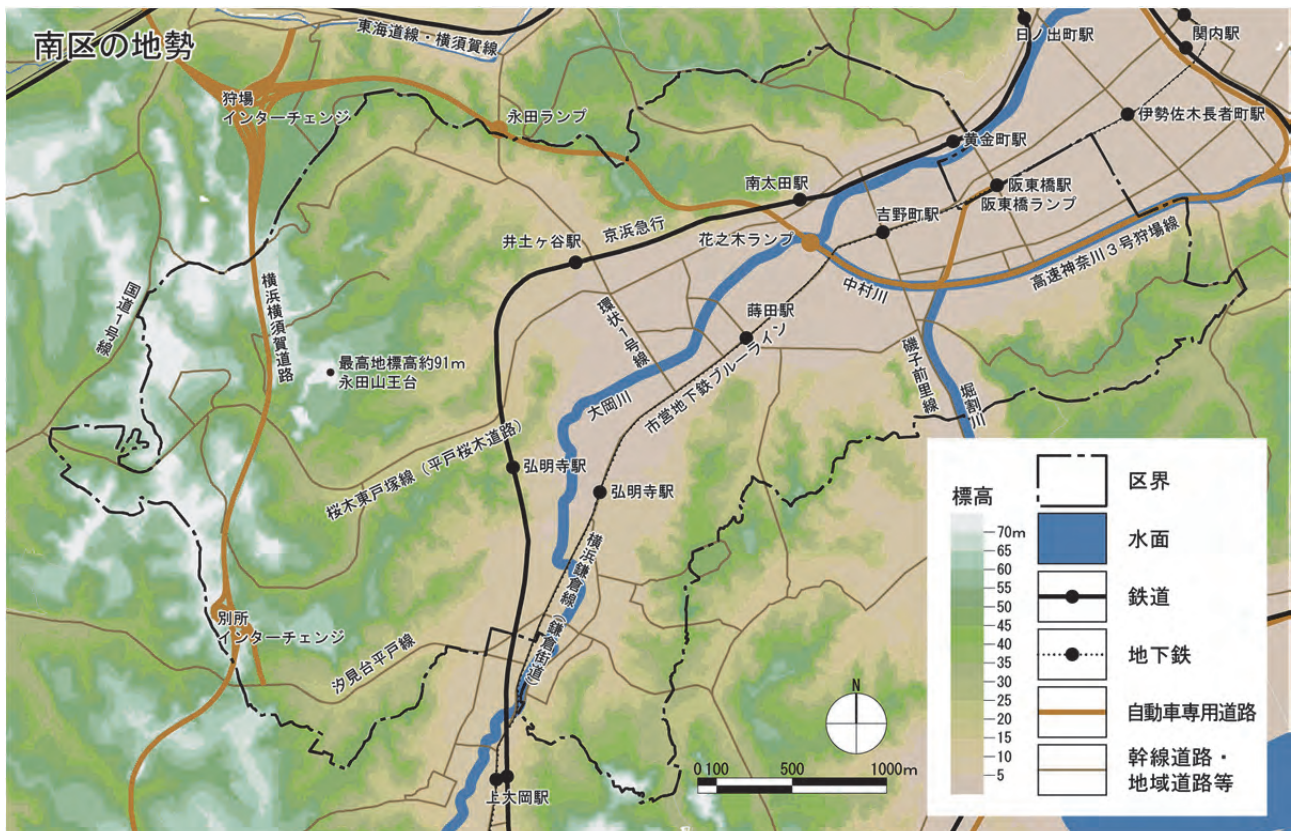 南区の地勢
東海道線・横須賀線
日ノ出町駅
関内駅
狩場
インターチェンジ
永田ランプ
伊勢佐木長者町駅
黄金町駅
南太田駅
阪東橋駅
阪東橋ランプ
吉野町駅
京浜急行
井土ヶ谷駅
花之木ランプ
高速神奈川3号狩場線
中村川
国道1号線
横浜横須賀道路
環状1号線
蒔田駅
最高地標高約91m
永田山王台
磯子前里線
堀割川
大岡川
市営地下鉄ブルーライン
桜木東戸塚線(平戸桜木道路)
弘明寺駅
弘明寺駅
横浜鎌倉線(鎌倉街道)
別所
インターチェンジ
汐見台平戸線
上大岡駅
N
0 100 500 1000m
標高
70m
65
60
55
50
45
40
35
30
25
20
15
10
5
区界
水面
鉄道
地下鉄
自動車専用道路
幹線道路・
地域道路等